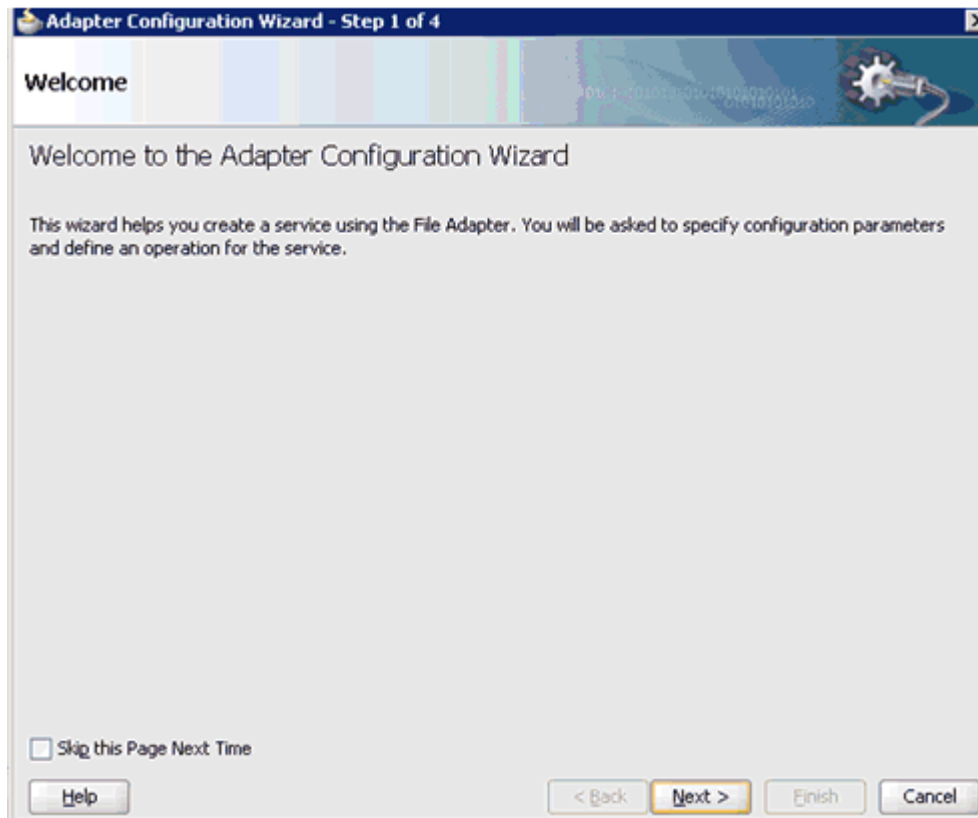 Adapter Configuration Wizard - Step 1 of 4
Welcome
Welcome to the Adapter Configuration Wizard
This wizard helps you create a service using the File Adapter. You will be asked to specify configuration parameters
and define an operation for the service.
Skip this Page Next Time
Help
< Back
Next >
Finish
Cancel